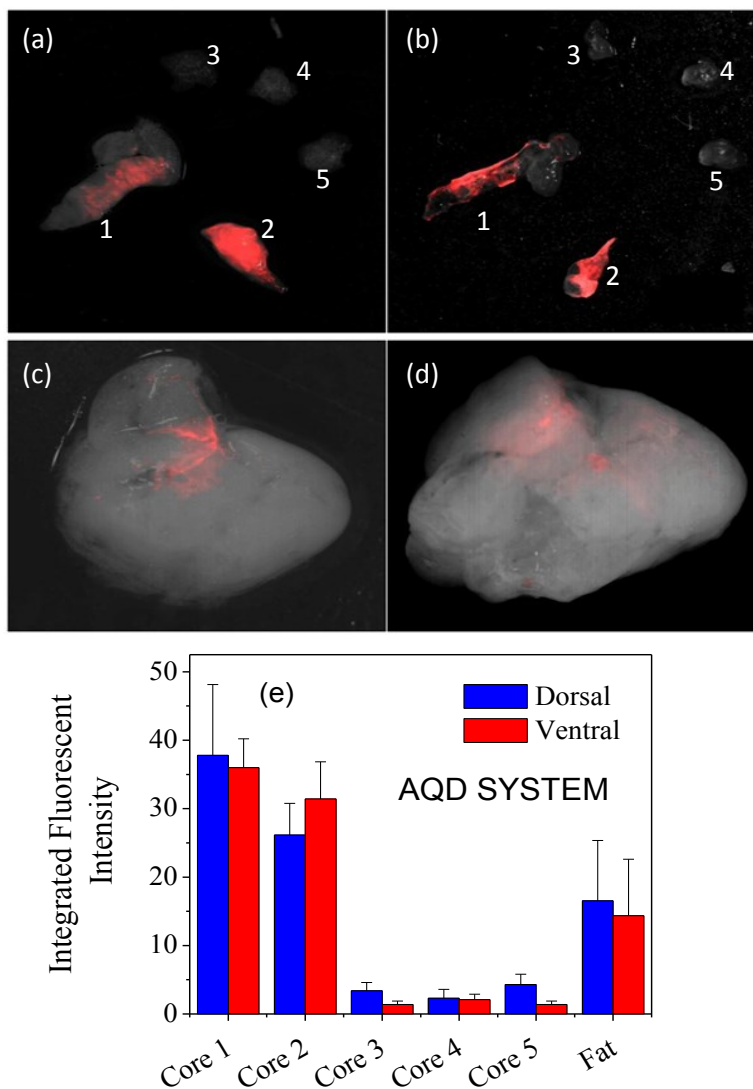 (a)
3
4
5
1
2
(b)
3
4
5
1
2
(c)
(d)
Integrated Fluorescent
Intensity
50
40
30
20
10
0
(e)
Dorsal
Ventral
AQD SYSTEM
Core 1
Core 2
Core 3
Core 4
Core 5
Fat